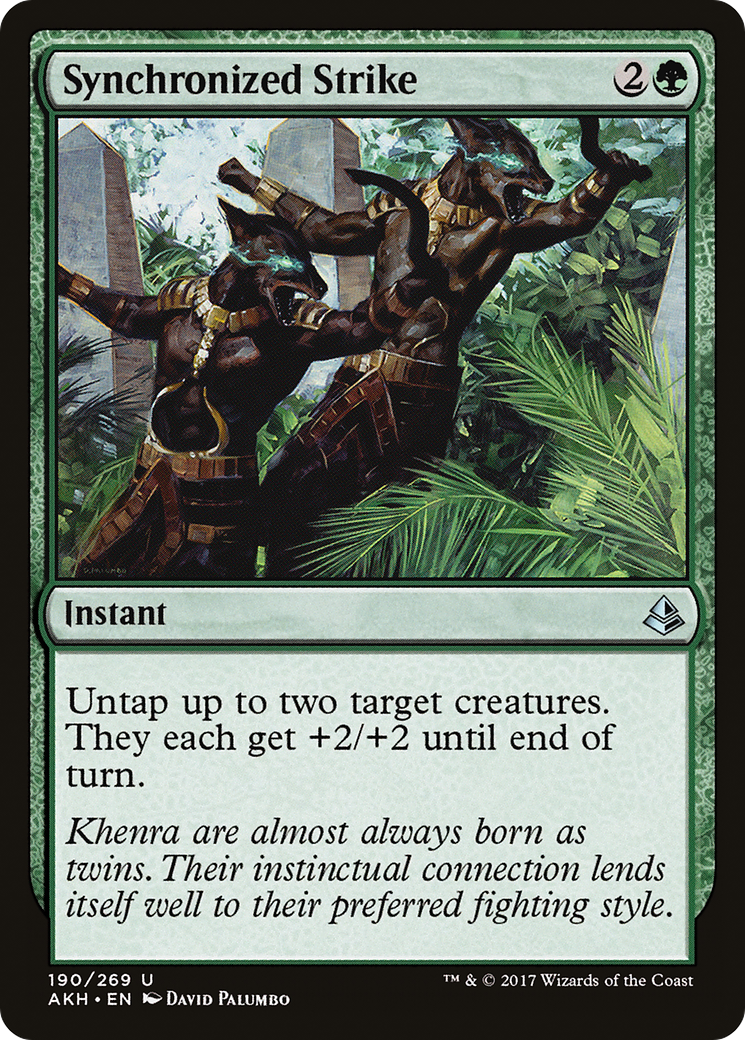 Synchronized Strike 2
D. PALUMBO
Instant
Untap up to two target creatures.
They each get +2/+2 until end of
turn.
Khenra are almost always born as
twins. Their instinctual connection lends
itself well to their preferred fighting style.
190/269 U
™ & © 2017 Wizards of the Coast
AKH • EN David Palumbo